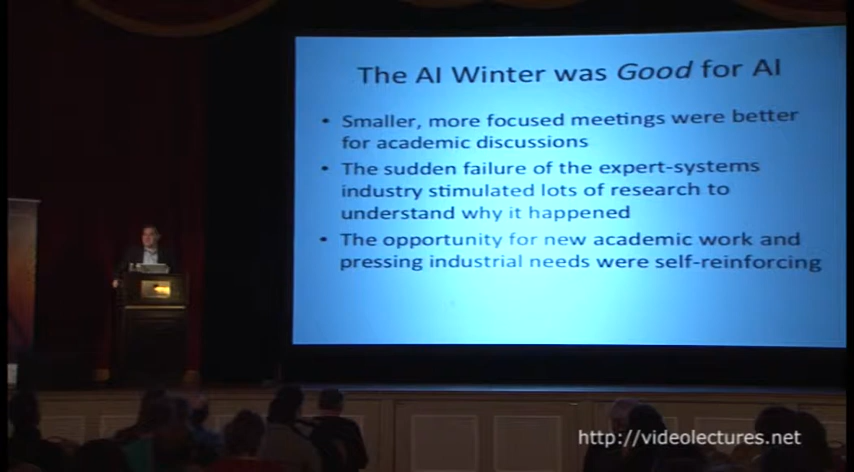 The AI Winter was Good for AI
• Smaller, more focused meetings were better
for academic discussions
• The sudden failure of the expert-systems
industry stimulated lots of research to
understand why it happened
• The opportunity for new academic work and
pressing industrial needs were self-reinforcing
http://videolectures.net